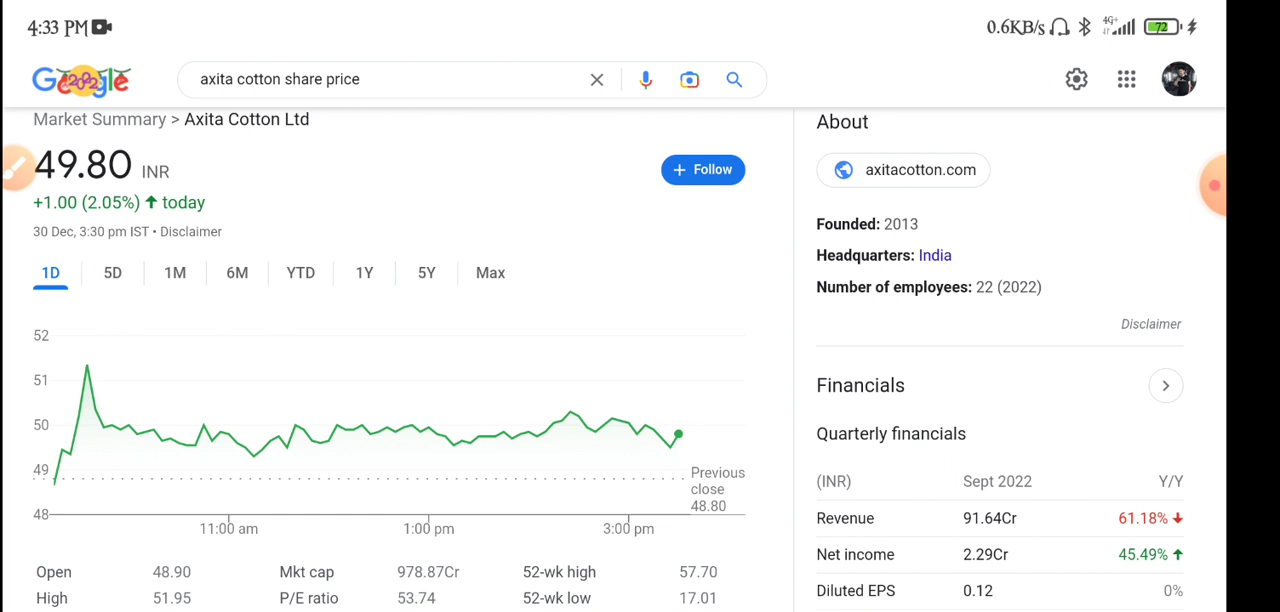 4:33 PM
0.6KB/s
4G+
72
Google
2022
axita cotton share price
Market Summary > Axita Cotton Ltd
49.80 INR
+ Follow
+1.00 (2.05%) ↑ today
30 Dec, 3:30 pm IST • Disclaimer
1D 5D 1M 6M YTD 1Y 5Y Max
52
51
50
49
48
Previous
close
48.80
11:00 am 1:00 pm 3:00 pm
Open 48.90 Mkt cap 978.87Cr 52-wk high 57.70
High 51.95 P/E ratio 53.74 52-wk low 17.01
About
axitacotton.com
Founded: 2013
Headquarters: India
Number of employees: 22 (2022)
Disclaimer
Financials
Quarterly financials
(INR) Sept 2022 Y/Y
Revenue 91.64Cr 61.18% ↓
Net income 2.29Cr 45.49% ↑
Diluted EPS 0.12 0%